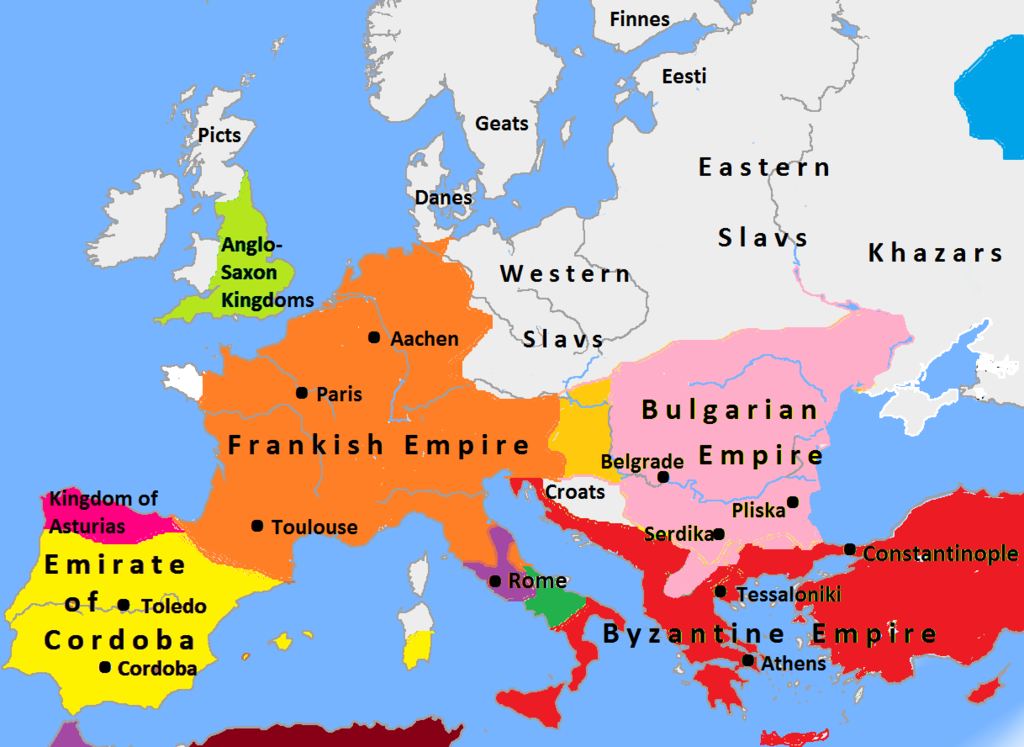 Finnes
Eesti
Geats
Picts
Eastern
Danes
Slavs
Anglo-
Saxon
Kingdoms
Western
Khazars
Slavs
Aachen
Paris
Bulgarian
Empire
Frankish Empire
Belgrade
Croats
Kingdom of
Asturias
Pliska
Toulouse
Serdika
Constantinople
Emirate
of
Cordoba
Rome
Toledo
Tessaloniki
Byzantine Empire
Cordoba
Athens